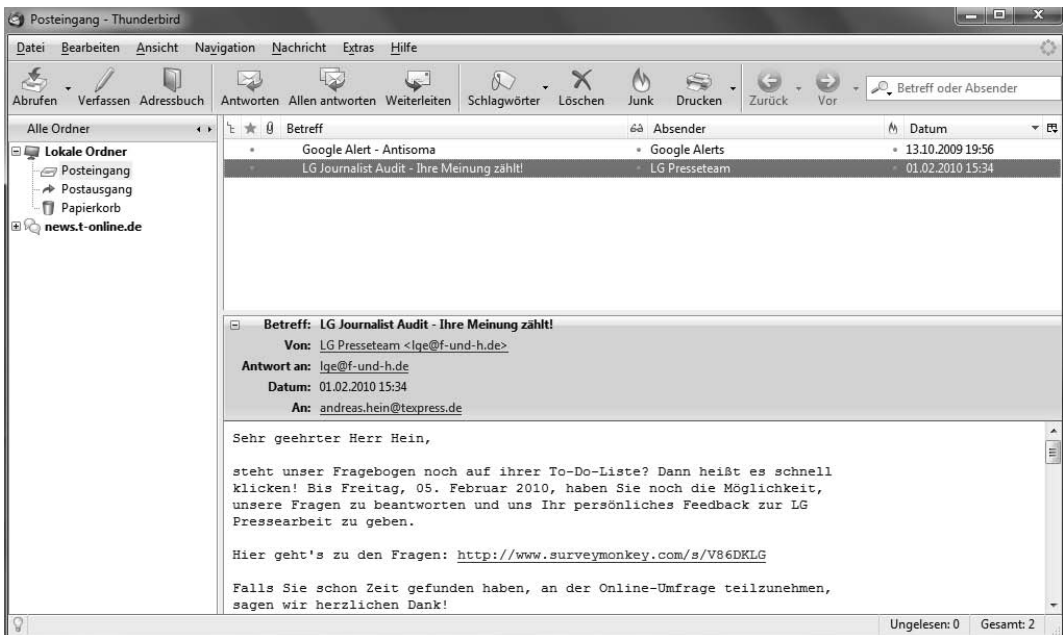 Posteingang - Thunderbird
Datei Bearbeiten Ansicht Navigation Nachricht Extras Hilfe
Abrufen Verfassen Adressbuch Antworten Allen antworten Weiterleiten Schlagwörter Löschen Junk Drucken Zurück Vor Betreff oder Absender
Alle Ordner Betreff Absender Datum
Lokale Ordner Google Alert - Antisoma Google Alerts 13.10.2009 19:56
Posteingang LG Journalist Audit - Ihre Meinung zählt! LG Presseteam 01.02.2010 15:34
Postausgang
Papierkorb
news.t-online.de
Betreff: LG Journalist Audit - Ihre Meinung zählt!
Von: LG Presseteam <lge@f-und-h.de>
Antwort an: lge@f-und-h.de
Datum: 01.02.2010 15:34
An: andreas.hein@texpress.de
Sehr geehrter Herr Hein,
steht unser Fragebogen noch auf ihrer To-Do-Liste? Dann heißt es schnell
klicken! Bis Freitag, 05. Februar 2010, haben Sie noch die Möglichkeit,
unsere Fragen zu beantworten und uns Ihr persönliches Feedback zur LG
Pressearbeit zu geben.
Hier geht's zu den Fragen: http://www.surveymonkey.com/s/V86DKLG
Falls Sie schon Zeit gefunden haben, an der Online-Umfrage teilzunehmen,
sagen wir herzlichen Dank!
Ungelesen: 0 Gesamt: 2